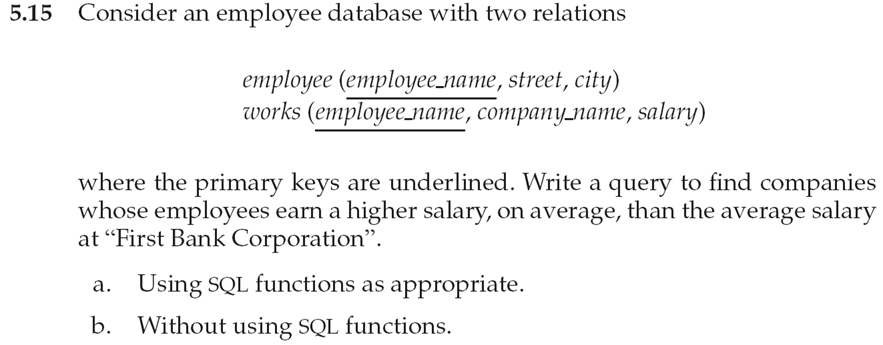 5.15 Consider an employee database with two relations
employee (employee_name, street, city)
works (employee_name, company_name, salary)
where the primary keys are underlined. Write a query to find companies
whose employees earn a higher salary, on average, than the average salary
at “First Bank Corporation”.
a. Using SQL functions as appropriate.
b. Without using SQL functions.